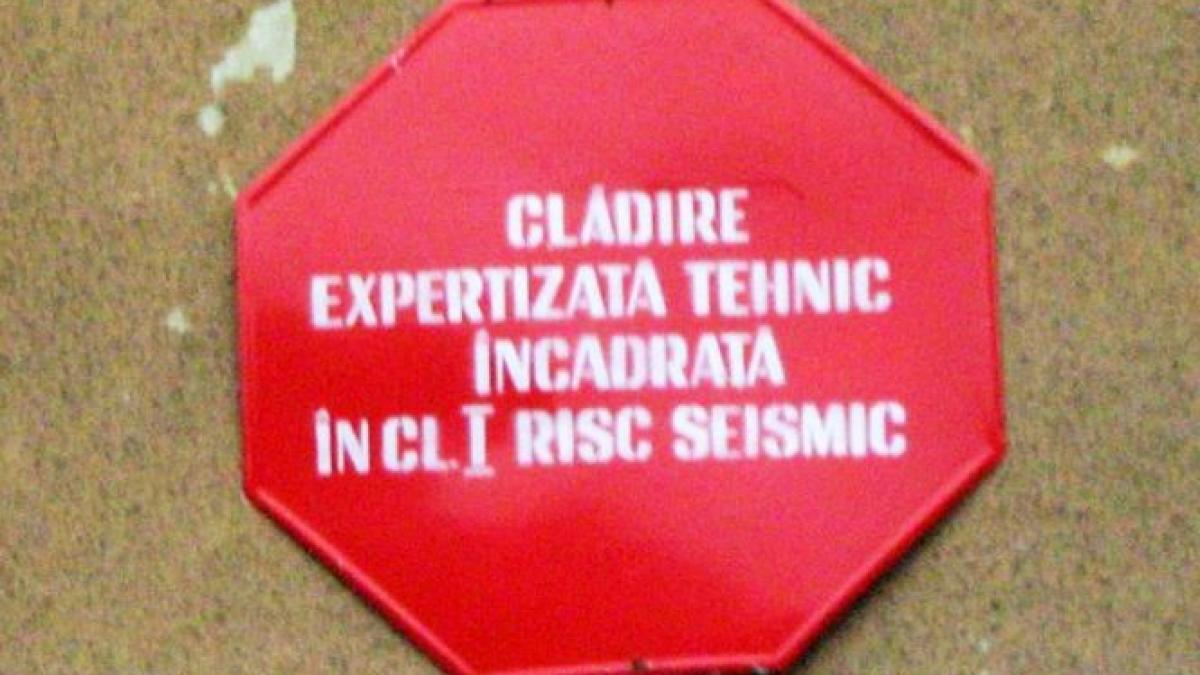 CLĂDIRE
EXPERTIZATĂ TEHNIC
ÎNCADRATĂ
ÎN CL.I RISC SEISMIC